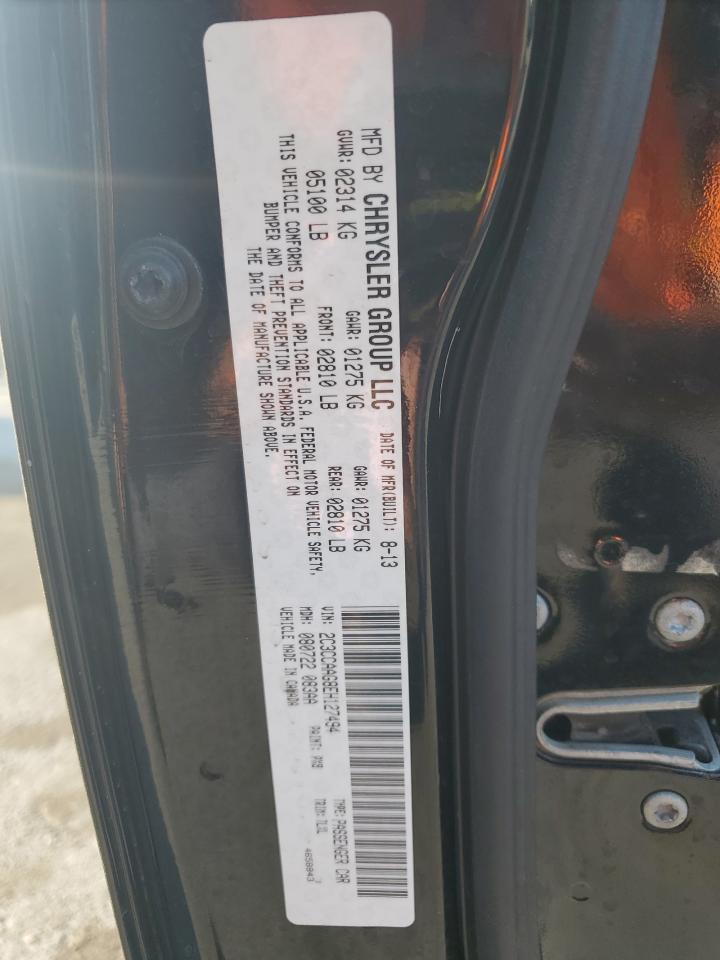 MFD BY CHRYSLER GROUP LLC DATE OF MFR(BUILT): 8-13
GVWR: 02314 KG GAWR: 01275 KG GAWR: 01275 KG
05100 LB FRONT: 02810 LB REAR: 02810 LB
THIS VEHICLE CONFORMS TO ALL APPLICABLE U.S.A. FEDERAL MOTOR VEHICLE SAFETY,
BUMPER AND THEFT PREVENTION STANDARDS IN EFFECT ON
THE DATE OF MANUFACTURE SHOWN ABOVE.
VIN: 2C3CCAAG8EH127494 TYPE: PASSENGER CAR
MDH: 080722 083AA PAINT: PX8 TRIM:
VEHICLE MADE IN CANADA 4658843